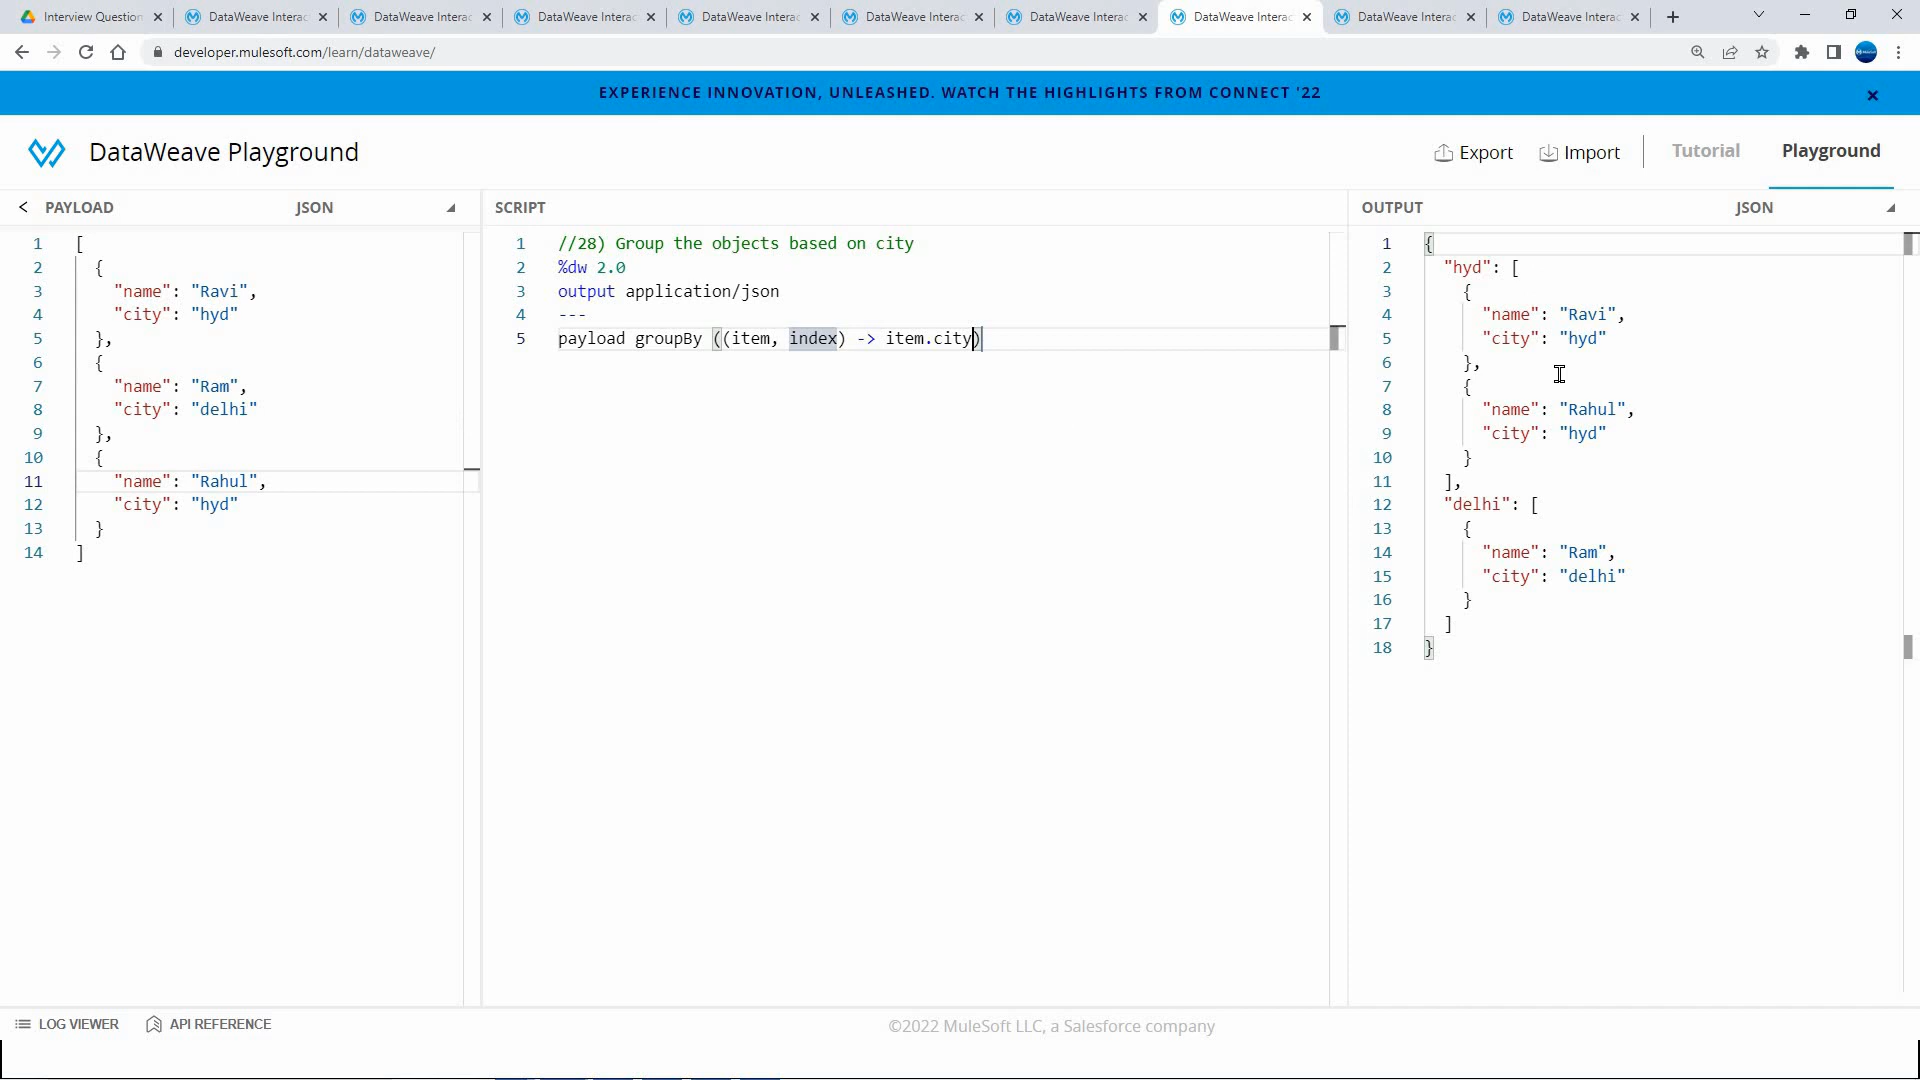 Interview Question
DataWeave Interac
DataWeave Interac
DataWeave Interac
DataWeave Interac
DataWeave Interac
DataWeave Interac
DataWeave Interac
DataWeave Interac
DataWeave Interac
developer.mulesoft.com/learn/dataweave/
EXPERIENCE INNOVATION, UNLEASHED. WATCH THE HIGHLIGHTS FROM CONNECT '22
DataWeave Playground
Export
Import
Tutorial
Playground
PAYLOAD
JSON
1 [
2 {
3 "name": "Ravi",
4 "city": "hyd"
5 },
6 {
7 "name": "Ram",
8 "city": "delhi"
9 },
10 {
11 "name": "Rahul",
12 "city": "hyd"
13 }
14 ]
SCRIPT
1 //28) Group the objects based on city
2 %dw 2.0
3 output application/json
4 ---
5 payload groupBy ((item, index) -> item.city)
OUTPUT
JSON
1 {
2 "hyd": [
3 {
4 "name": "Ravi",
5 "city": "hyd"
6 },
7 {
8 "name": "Rahul",
9 "city": "hyd"
10 }
11 ],
12 "delhi": [
13 {
14 "name": "Ram",
15 "city": "delhi"
16 }
17 ]
18 }
LOG VIEWER
API REFERENCE
©2022 MuleSoft LLC, a Salesforce company